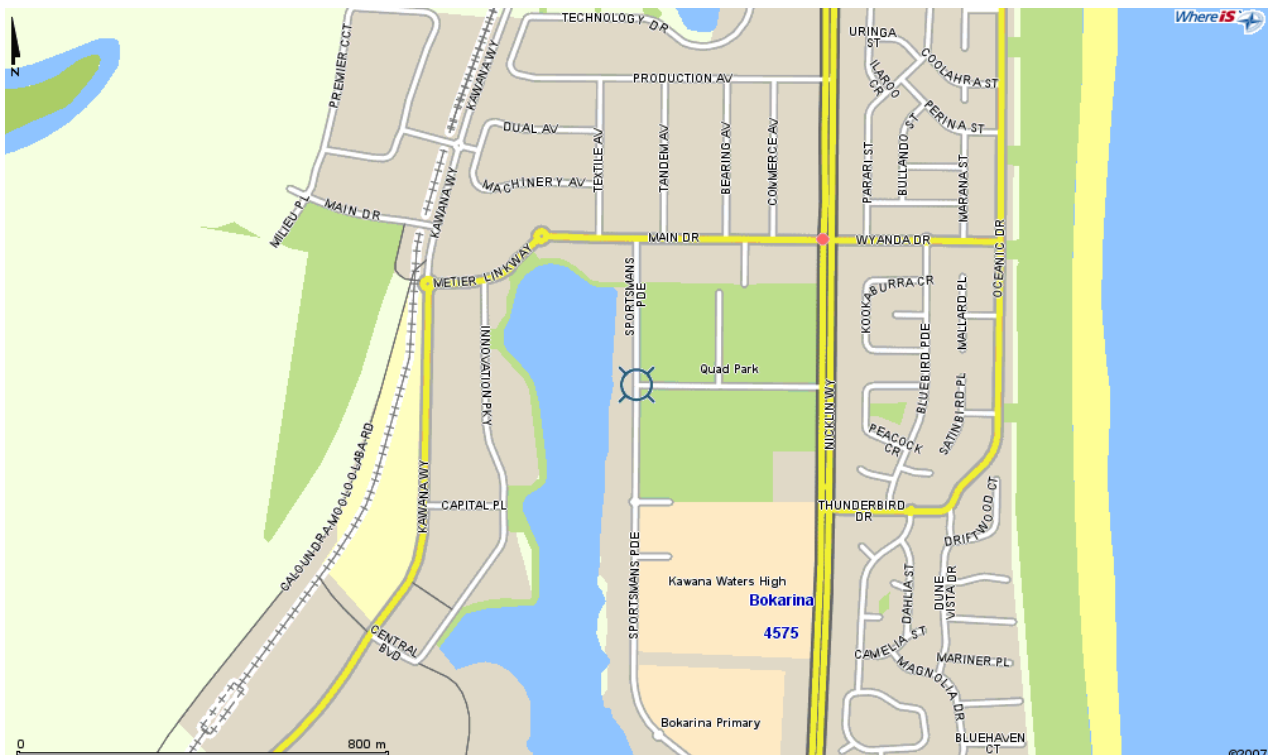 TECHNOLOGY DR
WhereiS
N
PREMIER CCT
KAWANA WY
PRODUCTION AV
URINGA
ST
COOLAHRA ST
ILAROO
CR
PERINA ST
DUAL AV
TEXTILE AV
TANDEM AV
BEARING AV
COMMERCE AV
PARARI ST
BULLANDO ST
MARANA ST
MACHINERY AV
MAIN DR
MILIEU PL
KAWANA WY
MAIN DR
WYANDA DR
OCEANIC DR
METIER LINKWAY
SPORTSMANS
PDE
KOOKABURRA CR
BLUEBIRD PDE
MALLARD PL
INNOVATION PKY
Quad Park
NICKLIN WY
PEACOCK
CR
SATINBIRD PL
CALOUNDRA MOOLOOLABA RD
KAWANA WY
CAPITAL PL
THUNDERBIRD
DR
DRIFTWOOD CT
SPORTSMANS PDE
Kawana Waters High
Bokarina
4575
DAHLIA ST
DUNE
VISTA DR
CENTRAL
BVD
CAMELIA ST
MARINER PL
MAGNOLIA DR
Bokarina Primary
BLUEHAVEN
CT
0
800 m
©2007